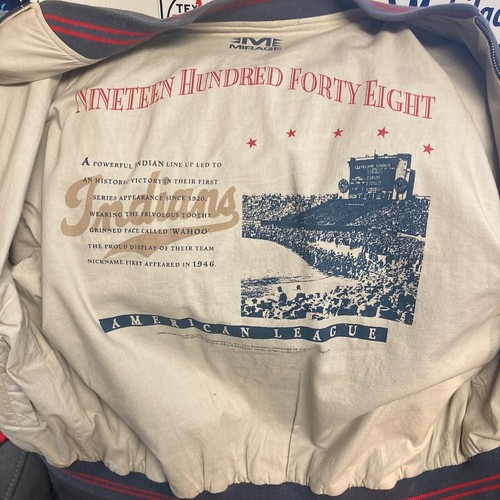 TEX
MIRAGE
NINETEEN HUNDRED FORTY EIGHT
A POWERFUL INDIAN LINE UP LED TO
AN HISTORIC VICTORY IN THEIR FIRST
SERIES APPEARANCE SINCE 1920,
WEARING THE FRIVOLOUS TOOTHY
GRINNED FACE CALLED 'WAHOO'
THE PROUD DISPLAY OF THEIR TEAM
NICKNAME FIRST APPEARED IN 1946.
Indians
AMERICAN LEAGUE